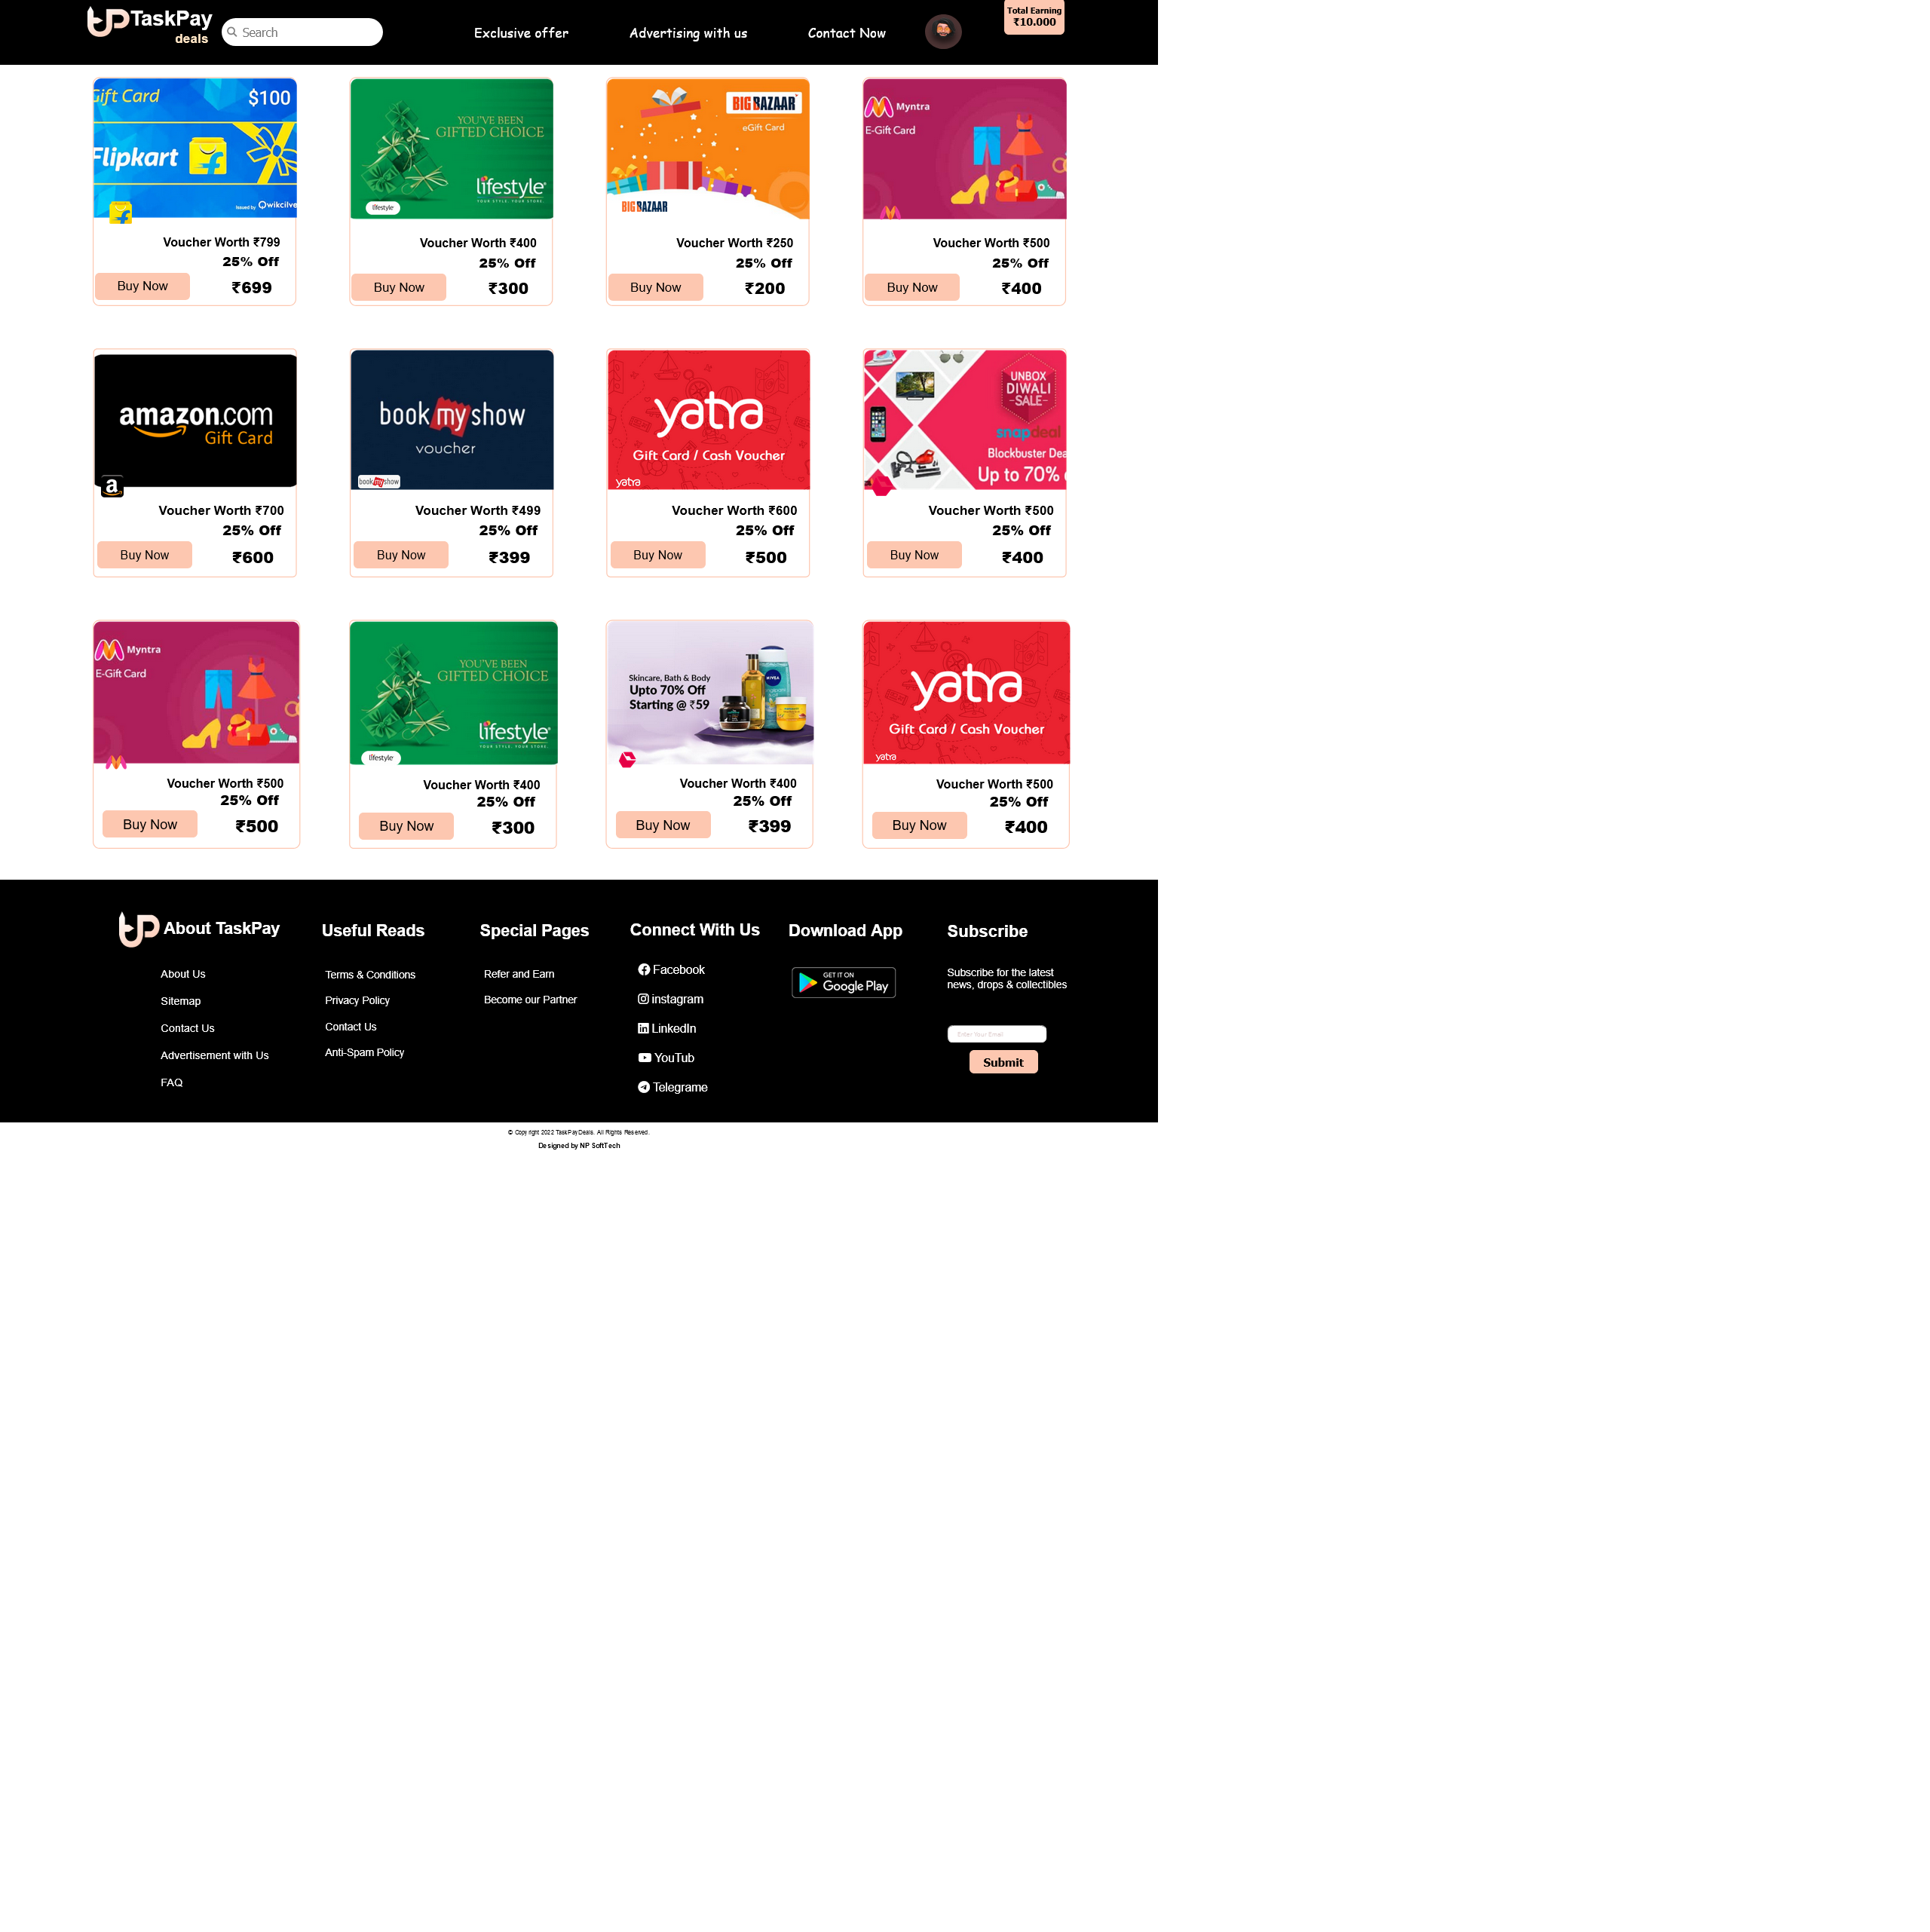 TaskPay
deals
Search
Exclusive offer
Advertising with us
Contact Now
Total Earning
₹10.000
Gift Card
$100
Flipkart
Issued by Qwikcilve
Voucher Worth ₹799
25% Off
Buy Now
₹699
YOU'VE BEEN
GIFTED CHOICE
lifestyle
YOUR STYLE. YOUR STORE.
lifestyle
Voucher Worth ₹400
25% Off
Buy Now
₹300
BIG BAZAAR
eGift Card
BIG BAZAAR
Voucher Worth ₹250
25% Off
Buy Now
₹200
Myntra
E-Gift Card
Voucher Worth ₹500
25% Off
Buy Now
₹400
amazon.com
Gift Card
a
Voucher Worth ₹700
25% Off
Buy Now
₹600
book my show
voucher
book my show
Voucher Worth ₹499
25% Off
Buy Now
₹399
yatra
Gift Card / Cash Voucher
yatra
Voucher Worth ₹600
25% Off
Buy Now
₹500
UNBOX
DIWALI
-SALE-
snapdeal
Blockbuster Dea
Up to 70%
Voucher Worth ₹500
25% Off
Buy Now
₹400
Myntra
E-Gift Card
Voucher Worth ₹500
25% Off
Buy Now
₹500
YOU'VE BEEN
GIFTED CHOICE
lifestyle
YOUR STYLE. YOUR STORE.
lifestyle
Voucher Worth ₹400
25% Off
Buy Now
₹300
Skincare, Bath & Body
Upto 70% Off
Starting @ ₹59
NIVEA
Voucher Worth ₹400
25% Off
Buy Now
₹399
yatra
Gift Card / Cash Voucher
yatra
Voucher Worth ₹500
25% Off
Buy Now
₹400
About TaskPay
About Us
Sitemap
Contact Us
Advertisement with Us
FAQ
Useful Reads
Terms & Conditions
Privacy Policy
Contact Us
Anti-Spam Policy
Special Pages
Refer and Earn
Become our Partner
Connect With Us
Facebook
instagram
LinkedIn
YouTub
Telegrame
Download App
GET IT ON
Google Play
Subscribe
Subscribe for the latest
news, drops & collectibles
Enter Your Email
Submit
© Copy right 2022 TaskPayDeals. All Rights Reserved.
Designed by NP SoftTech